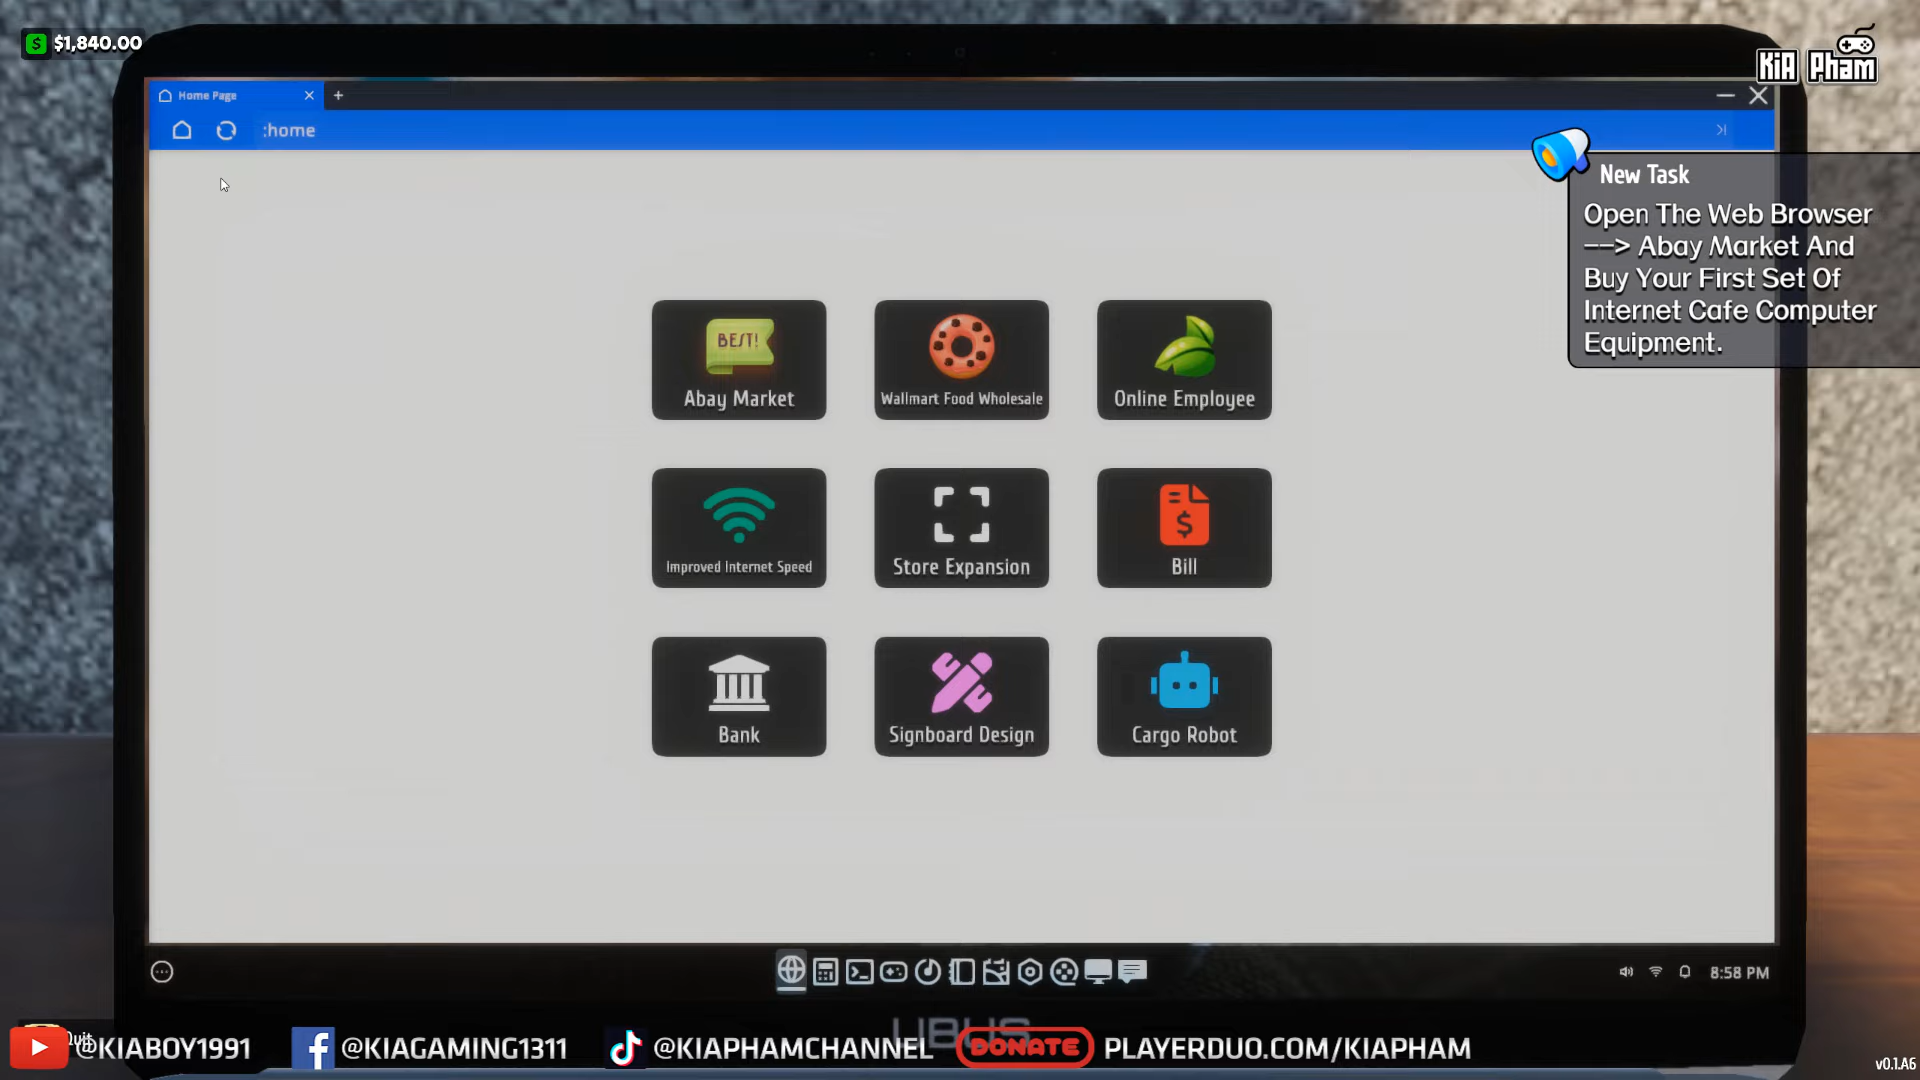 $1,840.00
KiA Pham
Home Page
:home
New Task
Open The Web Browser
––> Abay Market And
Buy Your First Set Of
Internet Cafe Computer
Equipment.
BEST!
Abay Market
Wallmart Food Wholesale
Online Employee
Improved Internet Speed
Store Expansion
Bill
Bank
Signboard Design
Cargo Robot
8:58 PM
Quit
@KIABOY1991
@KIAGAMING1311
@KIAPHAMCHANNEL
DONATE
PLAYERDUO.COM/KIAPHAM
v0.1.A6